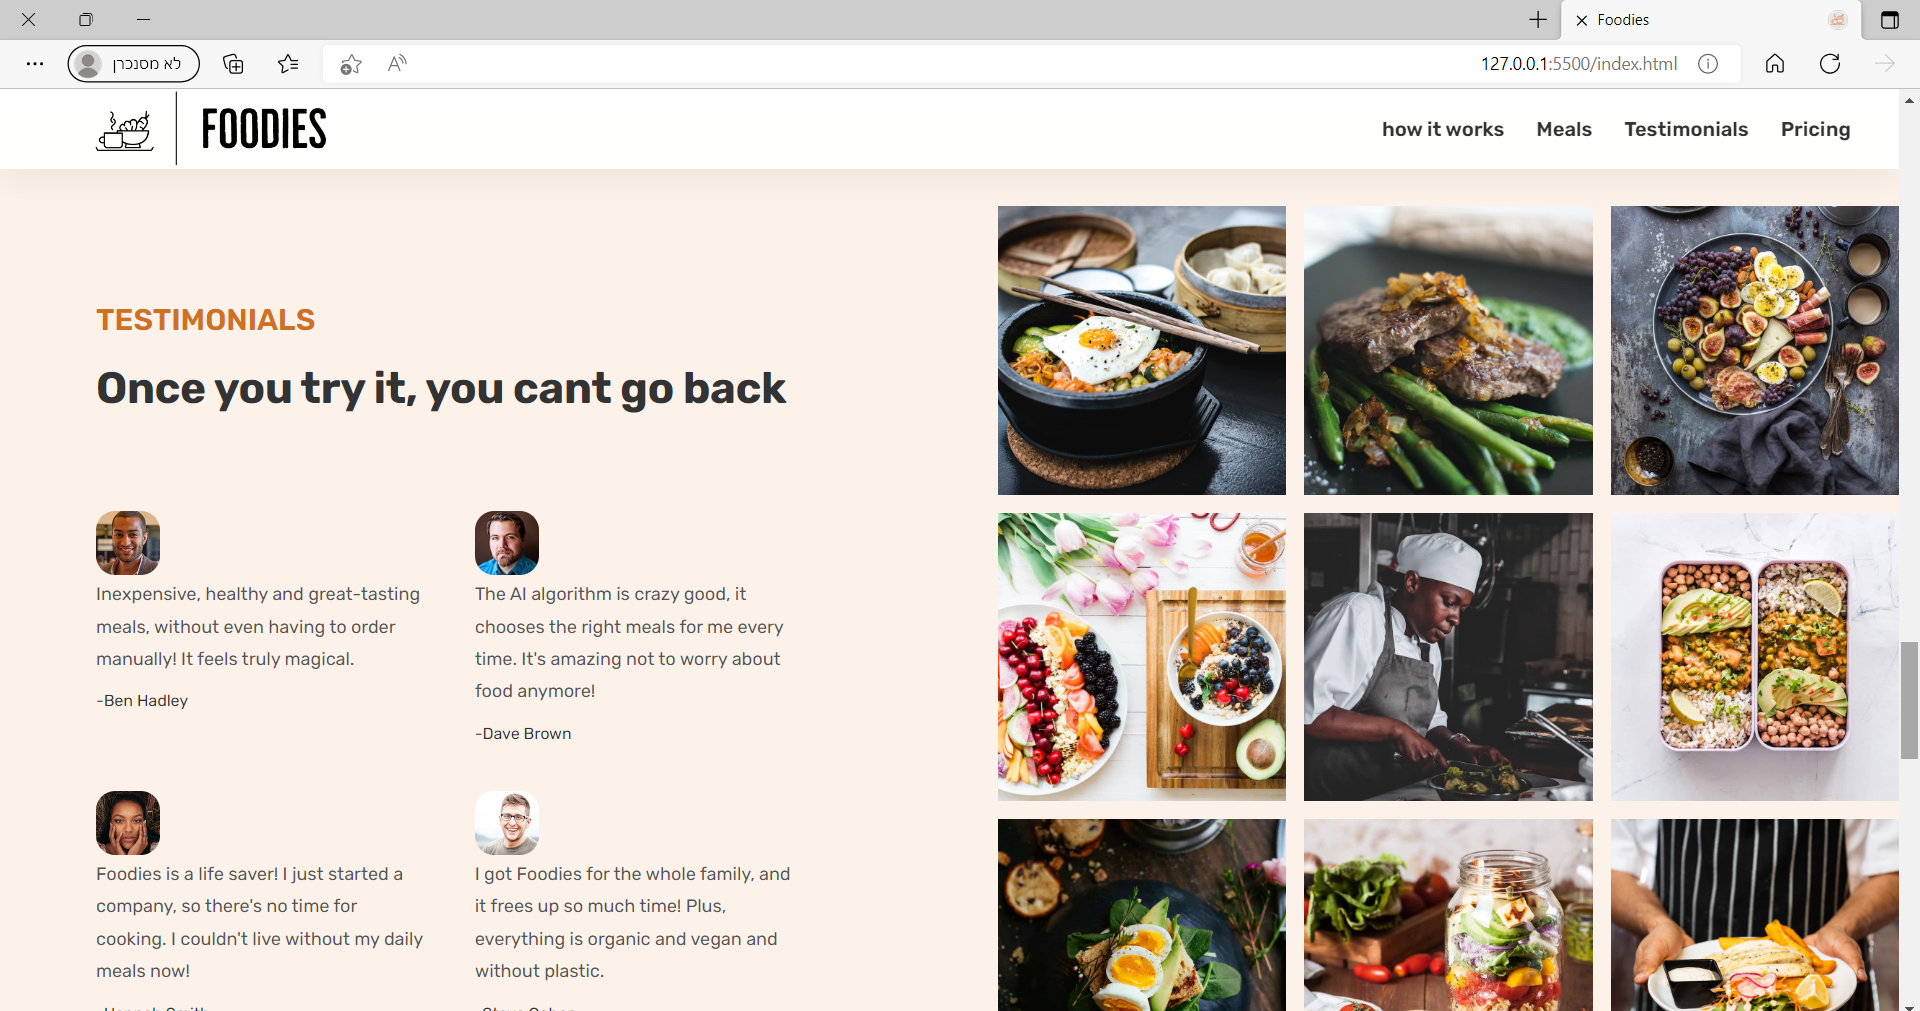 Foodies
לא מסנכרן
127.0.0.1:5500/index.html
FOODIES
how it works
Meals
Testimonials
Pricing
TESTIMONIALS
Once you try it, you cant go back
Inexpensive, healthy and great-tasting
meals, without even having to order
manually! It feels truly magical.
-Ben Hadley
The AI algorithm is crazy good, it
chooses the right meals for me every
time. It's amazing not to worry about
food anymore!
-Dave Brown
Foodies is a life saver! I just started a
company, so there's no time for
cooking. I couldn't live without my daily
meals now!
I got Foodies for the whole family, and
it frees up so much time! Plus,
everything is organic and vegan and
without plastic.